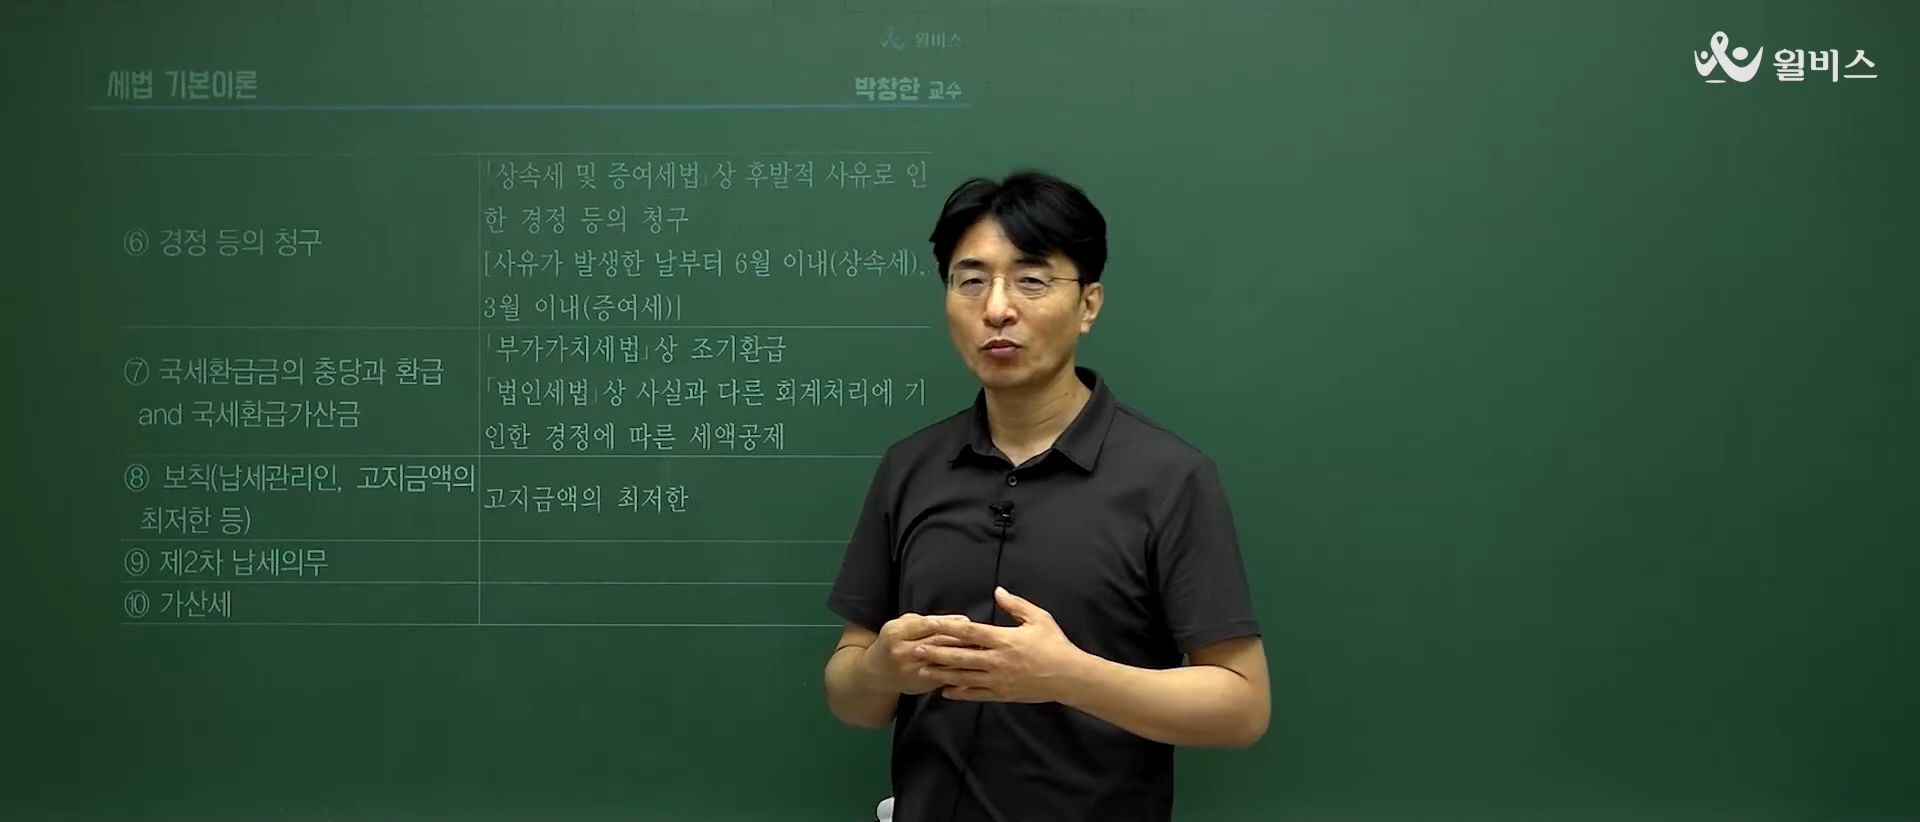 윌비스
윌비스
세법 기본이론
박창한 교수
⑥ 경정 등의 청구
「상속세 및 증여세법」상 후발적 사유로 인
한 경정 등의 청구
[사유가 발생한 날부터 6월 이내(상속세),
3월 이내(증여세)]
⑦ 국세환급금의 충당과 환급
and 국세환급가산금
「부가가치세법」상 조기환급
「법인세법」상 사실과 다른 회계처리에 기
인한 경정에 따른 세액공제
⑧ 보칙(납세관리인, 고지금액의
최저한 등)
고지금액의 최저한
⑨ 제2차 납세의무
⑩ 가산세